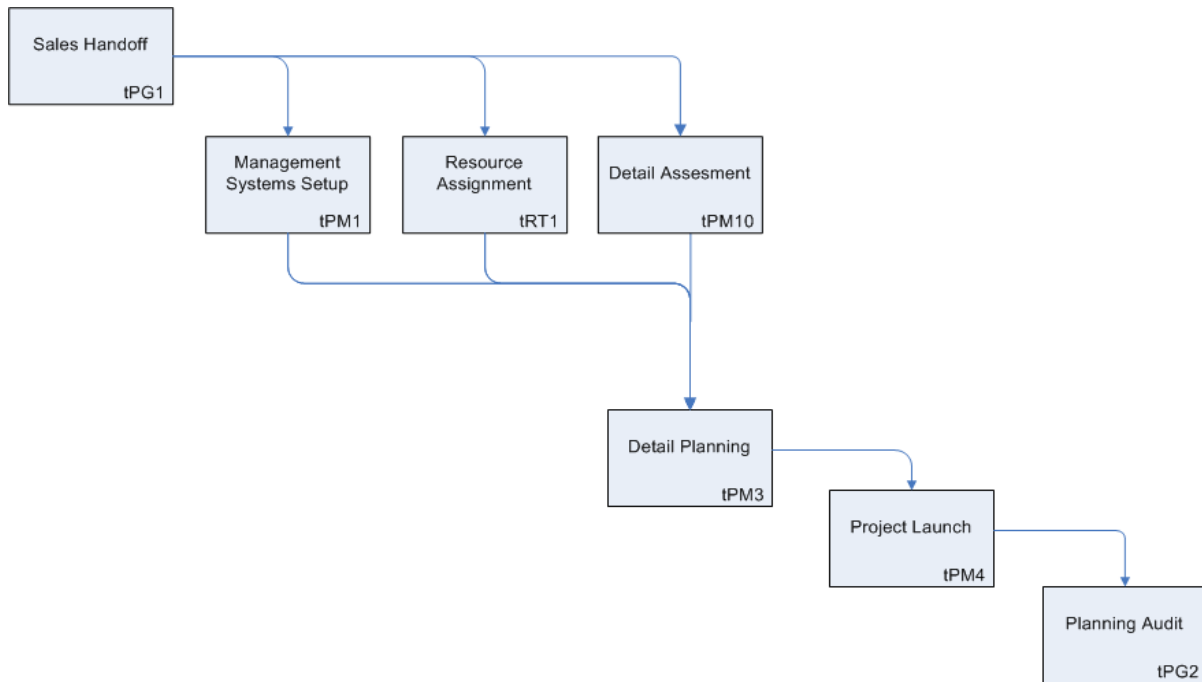 Sales Handoff
tPG1
Management
Systems Setup
tPM1
Resource
Assignment
tRT1
Detail Assesment
tPM10
Detail Planning
tPM3
Project Launch
tPM4
Planning Audit
tPG2